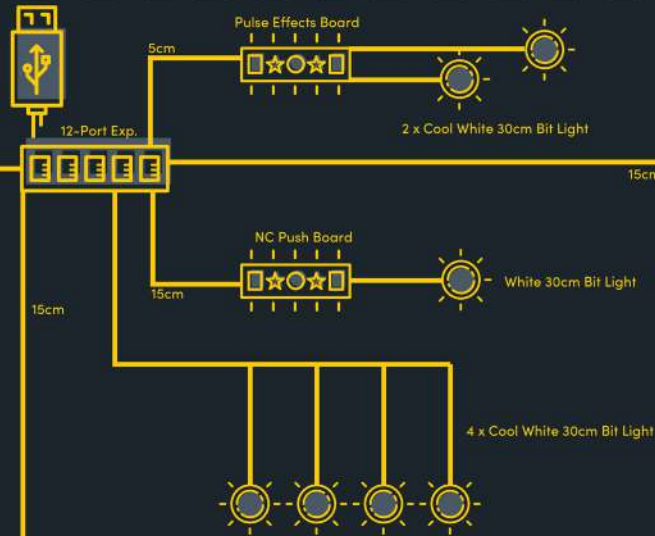 Pulse Effects Board
5cm
12-Port Exp.
2 x Cool White 30cm Bit Light
15cm
NC Push Board
15cm
White 30cm Bit Light
15cm
4 x Cool White 30cm Bit Light